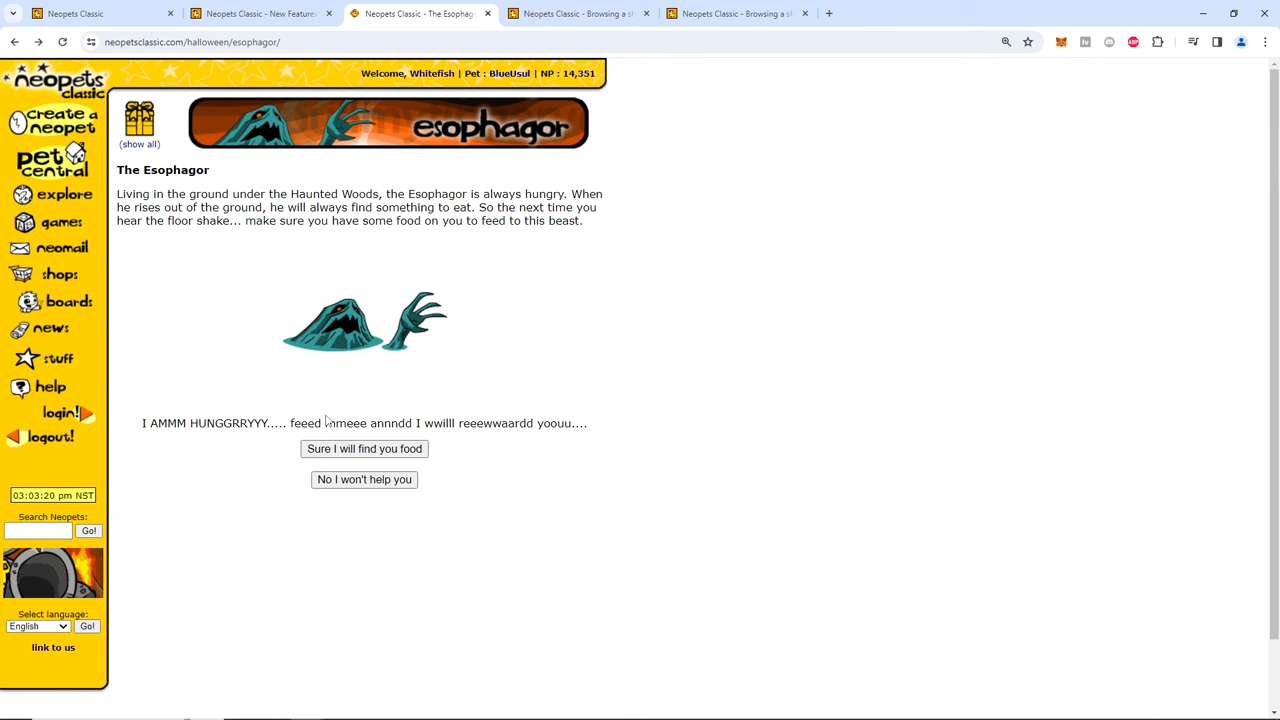 Neopets Classic
Neopets Classic - New Features
Neopets Classic - The Esophag
Neopets Classic - Browsing a sh
Neopets Classic - Browsing a sh
neopetsclassic.com/halloween/esophagor/
neopets
classic
Welcome, Whitefish | Pet : BlueUsul | NP : 14,351
create a
neopet
(show all)
esophagor
pet
central
The Esophagor
explore
Living in the ground under the Haunted Woods, the Esophagor is always hungry. When
he rises out of the ground, he will always find something to eat. So the next time you
hear the floor shake... make sure you have some food on you to feed to this beast.
games
neomail
shops
boards
news
stuff
help
login!
logout!
I AMMM HUNGGRRYYY..... feeed mmeee annndd I wwilll reeewwaardd yoouu....
Sure I will find you food
No I won't help you
03:03:20 pm NST
Search Neopets:
Go!
Select language:
English
Go!
link to us